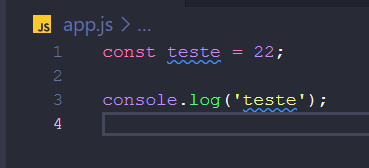 JS app.js > ...
1 const teste = 22;
2
3 console.log('teste');
4